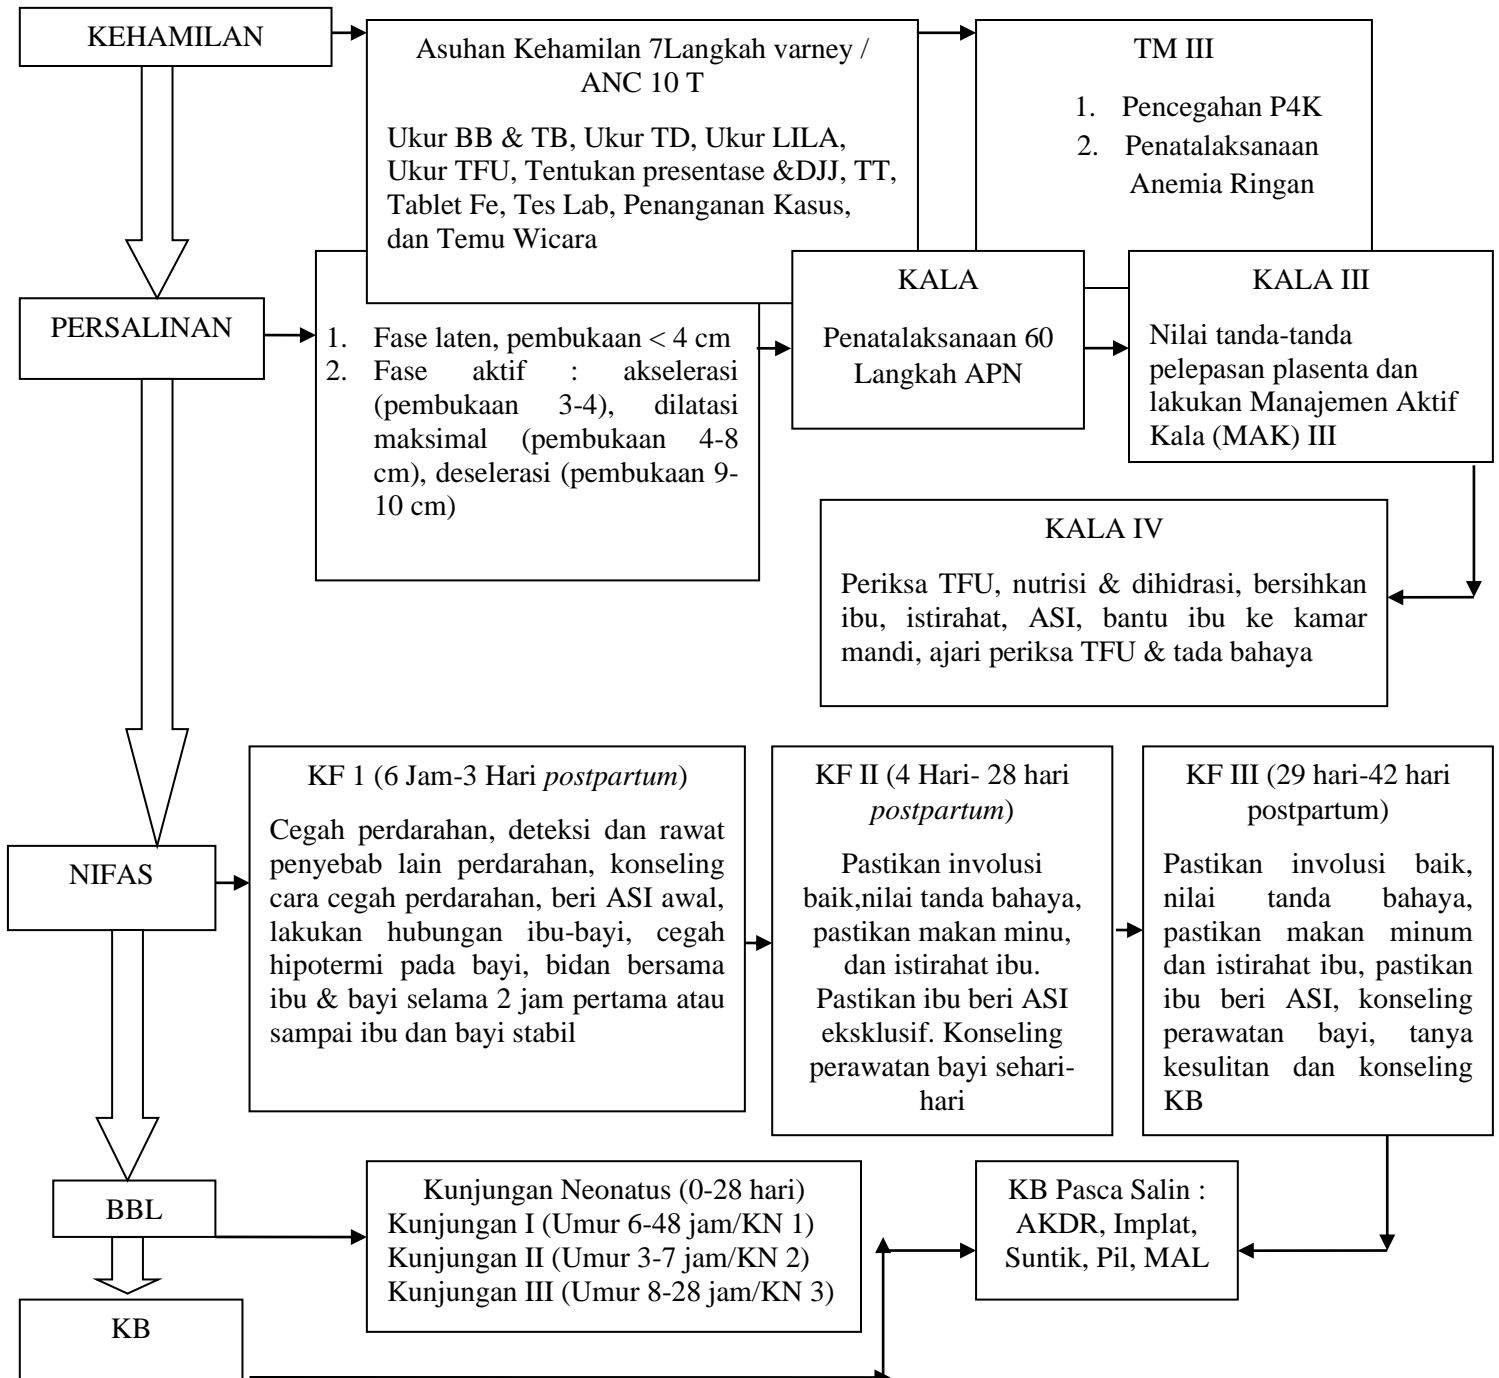 KEHAMILAN
Asuhan Kehamilan 7Langkah varney /
ANC 10 T
Ukur BB & TB, Ukur TD, Ukur LILA,
Ukur TFU, Tentukan presentase &DJJ, TT,
Tablet Fe, Tes Lab, Penanganan Kasus,
dan Temu Wicara
TM III
1. Pencegahan P4K
2. Penatalaksanaan
Anemia Ringan
PERSALINAN
1. Fase laten, pembukaan < 4 cm
2. Fase aktif : akselerasi
(pembukaan 3-4), dilatasi
maksimal (pembukaan 4-8
cm), deselerasi (pembukaan 9-
10 cm)
KALA
Penatalaksanaan 60
Langkah APN
KALA III
Nilai tanda-tanda
pelepasan plasenta dan
lakukan Manajemen Aktif
Kala (MAK) III
KALA IV
Periksa TFU, nutrisi & dihidrasi, bersihkan
ibu, istirahat, ASI, bantu ibu ke kamar
mandi, ajari periksa TFU & tada bahaya
NIFAS
KF 1 (6 Jam-3 Hari postpartum)
Cegah perdarahan, deteksi dan rawat
penyebab lain perdarahan, konseling
cara cegah perdarahan, beri ASI awal,
lakukan hubungan ibu-bayi, cegah
hipotermi pada bayi, bidan bersama
ibu & bayi selama 2 jam pertama atau
sampai ibu dan bayi stabil
KF II (4 Hari- 28 hari
postpartum)
Pastikan involusi
baik,nilai tanda bahaya,
pastikan makan minu,
dan istirahat ibu.
Pastikan ibu beri ASI
eksklusif. Konseling
perawatan bayi sehari-
hari
KF III (29 hari-42 hari
postpartum)
Pastikan involusi baik,
nilai tanda bahaya,
pastikan makan minum
dan istirahat ibu, pastikan
ibu beri ASI, konseling
perawatan bayi, tanya
kesulitan dan konseling
KB
BBL
Kunjungan Neonatus (0-28 hari)
Kunjungan I (Umur 6-48 jam/KN 1)
Kunjungan II (Umur 3-7 jam/KN 2)
Kunjungan III (Umur 8-28 jam/KN 3)
KB Pasca Salin :
AKDR, Implat,
Suntik, Pil, MAL
KB